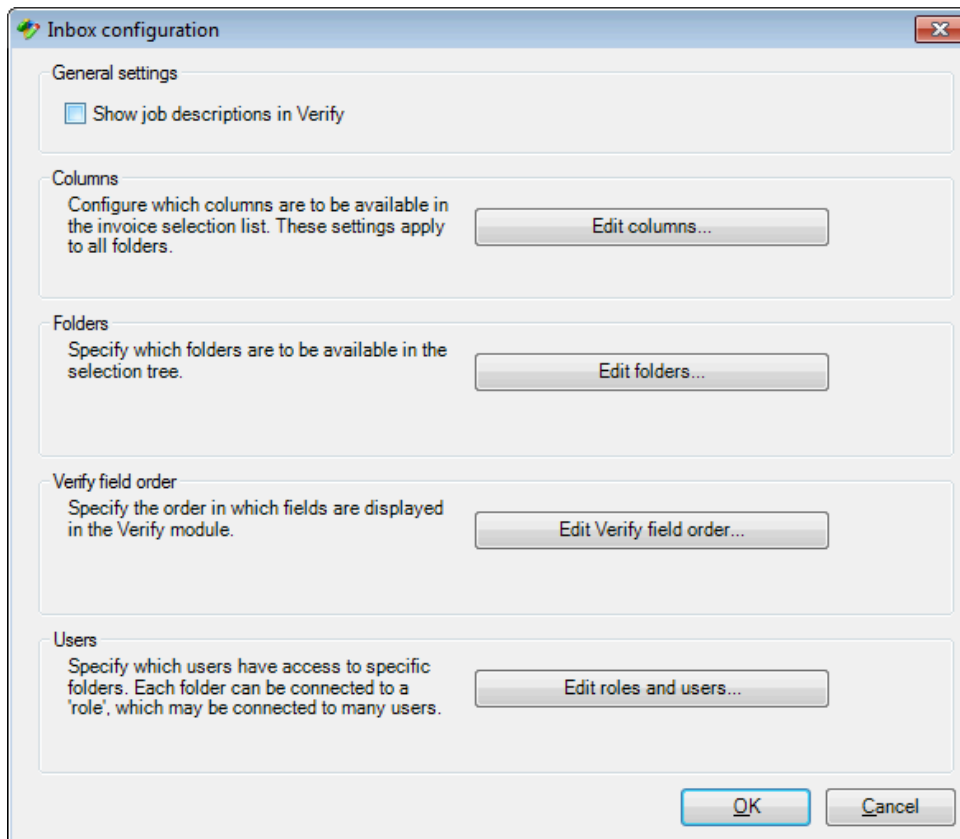 Inbox configuration
General settings
Show job descriptions in Verify
Columns
Configure which columns are to be available in
the invoice selection list. These settings apply
to all folders.
Edit columns...
Folders
Specify which folders are to be available in the
selection tree.
Edit folders...
Verify field order
Specify the order in which fields are displayed
in the Verify module.
Edit Verify field order...
Users
Specify which users have access to specific
folders. Each folder can be connected to a
'role', which may be connected to many users.
Edit roles and users...
OK
Cancel